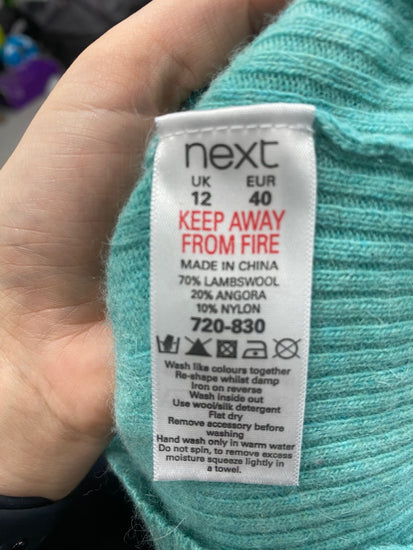 next
UK EUR
12 40
KEEP AWAY
FROM FIRE
MADE IN CHINA
70% LAMBSWOOL
20% ANGORA
10% NYLON
720-830
Wash like colours together
Re-shape whilst damp
Iron on reverse
Wash inside out
Use wool/silk detergent
Flat dry
Remove accessory before
washing
Hand wash only in warm water
Do not spin, to remove excess
moisture squeeze lightly in
a towel.